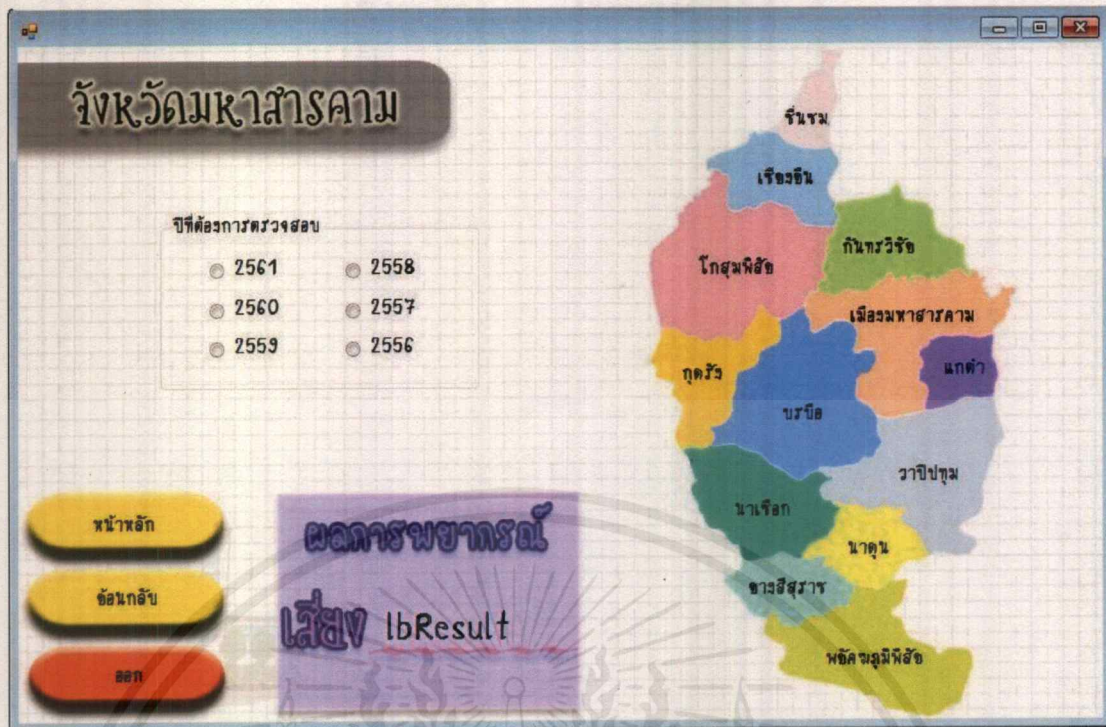 จังหวัดมหาสารคาม
ปีที่ต้องการตรวจสอบ
2561 2558
2560 2557
2559 2556
หน้าหลัก
ย้อนกลับ
ออก
ผลการพยากรณ์
เสี่ยง lbResult
ชื่นชม
เชียงยืน
กันทรวิชัย
โกสุมพิสัย
เมืองมหาสารคาม
แกดำ
กุดรัง
บรบือ
วาปีปทุม
นาเชือก
นาดูน
ยางสีสุราช
พยัคฆภูมิพิสัย